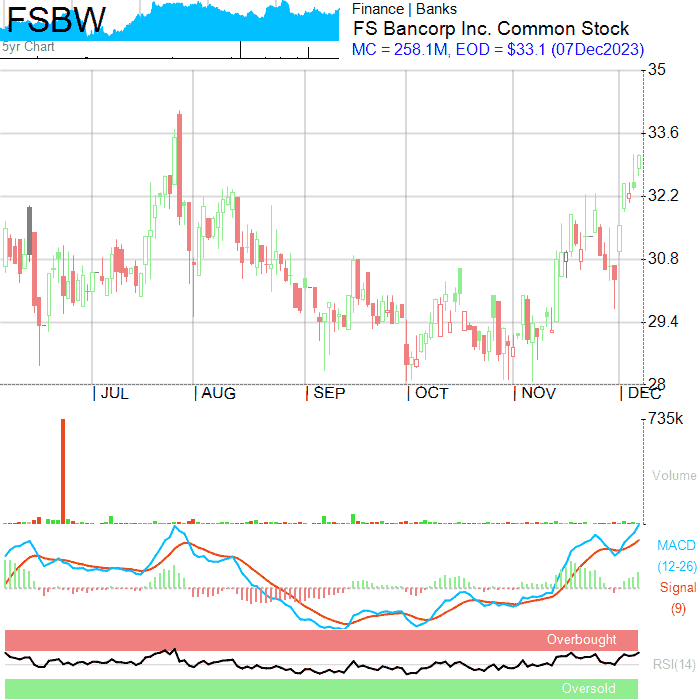 FSBW
5yr Chart
Finance | Banks
FS Bancorp Inc. Common Stock
MC = 258.1M, EOD = $33.1 (07Dec2023)
35
33.6
32.2
30.8
29.4
28
JUL
AUG
SEP
OCT
NOV
DEC
735k
Volume
MACD
(12-26)
Signal
(9)
Overbought
RSI(14)
Oversold